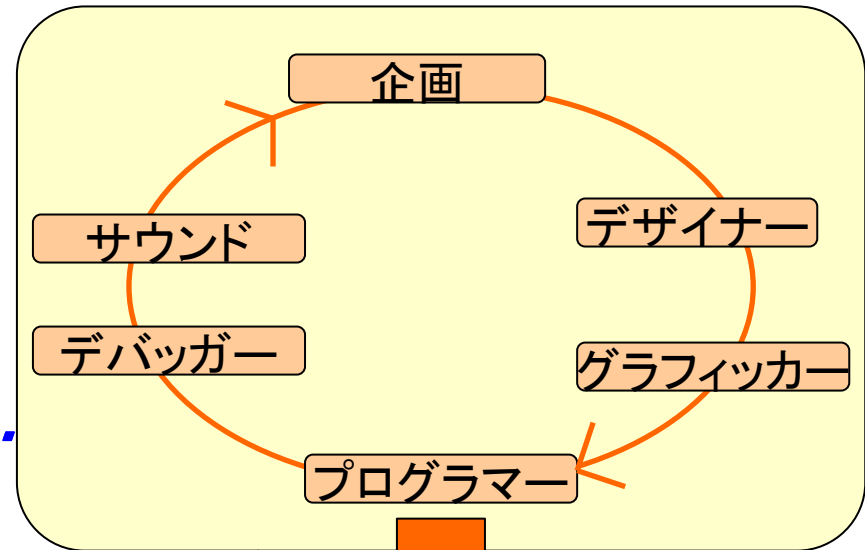 企画
デザイナー
サウンド
グラフィッカー
デバッガー
プログラマー